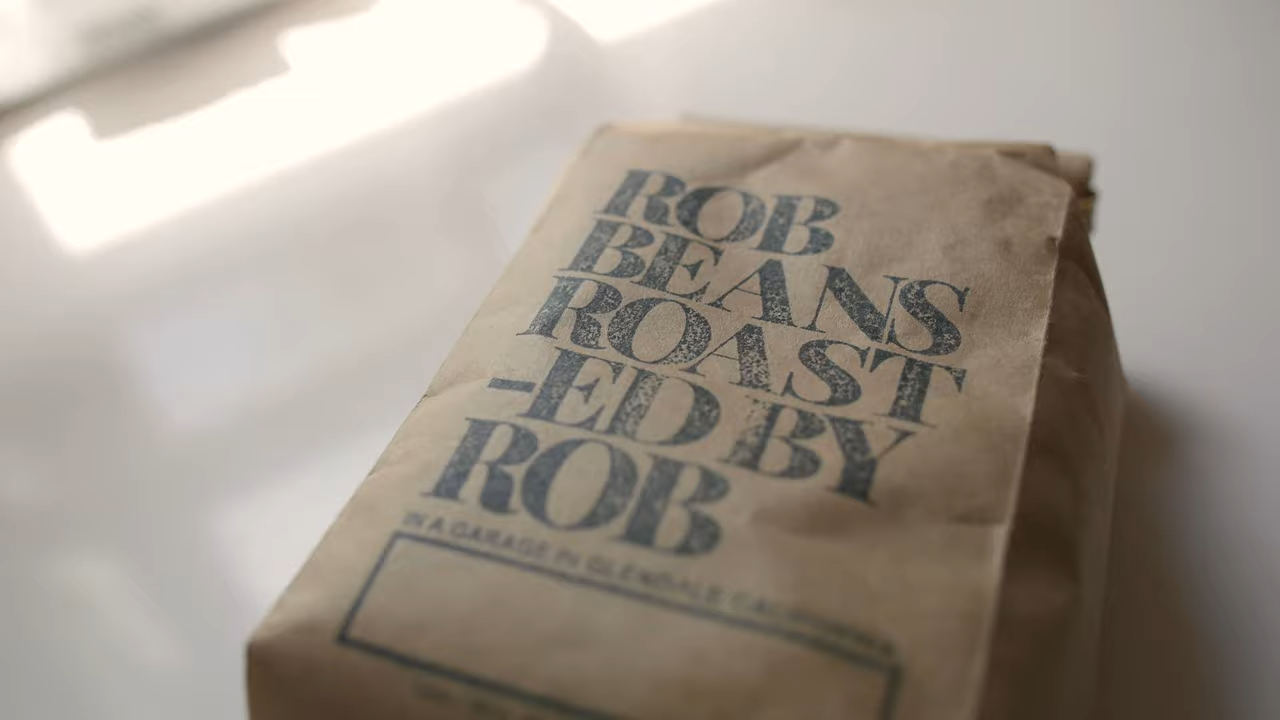 ROB
BEANS
ROAST
-ED BY
ROB
IN A GARAGE IN GLENDALE CALIFORNIA